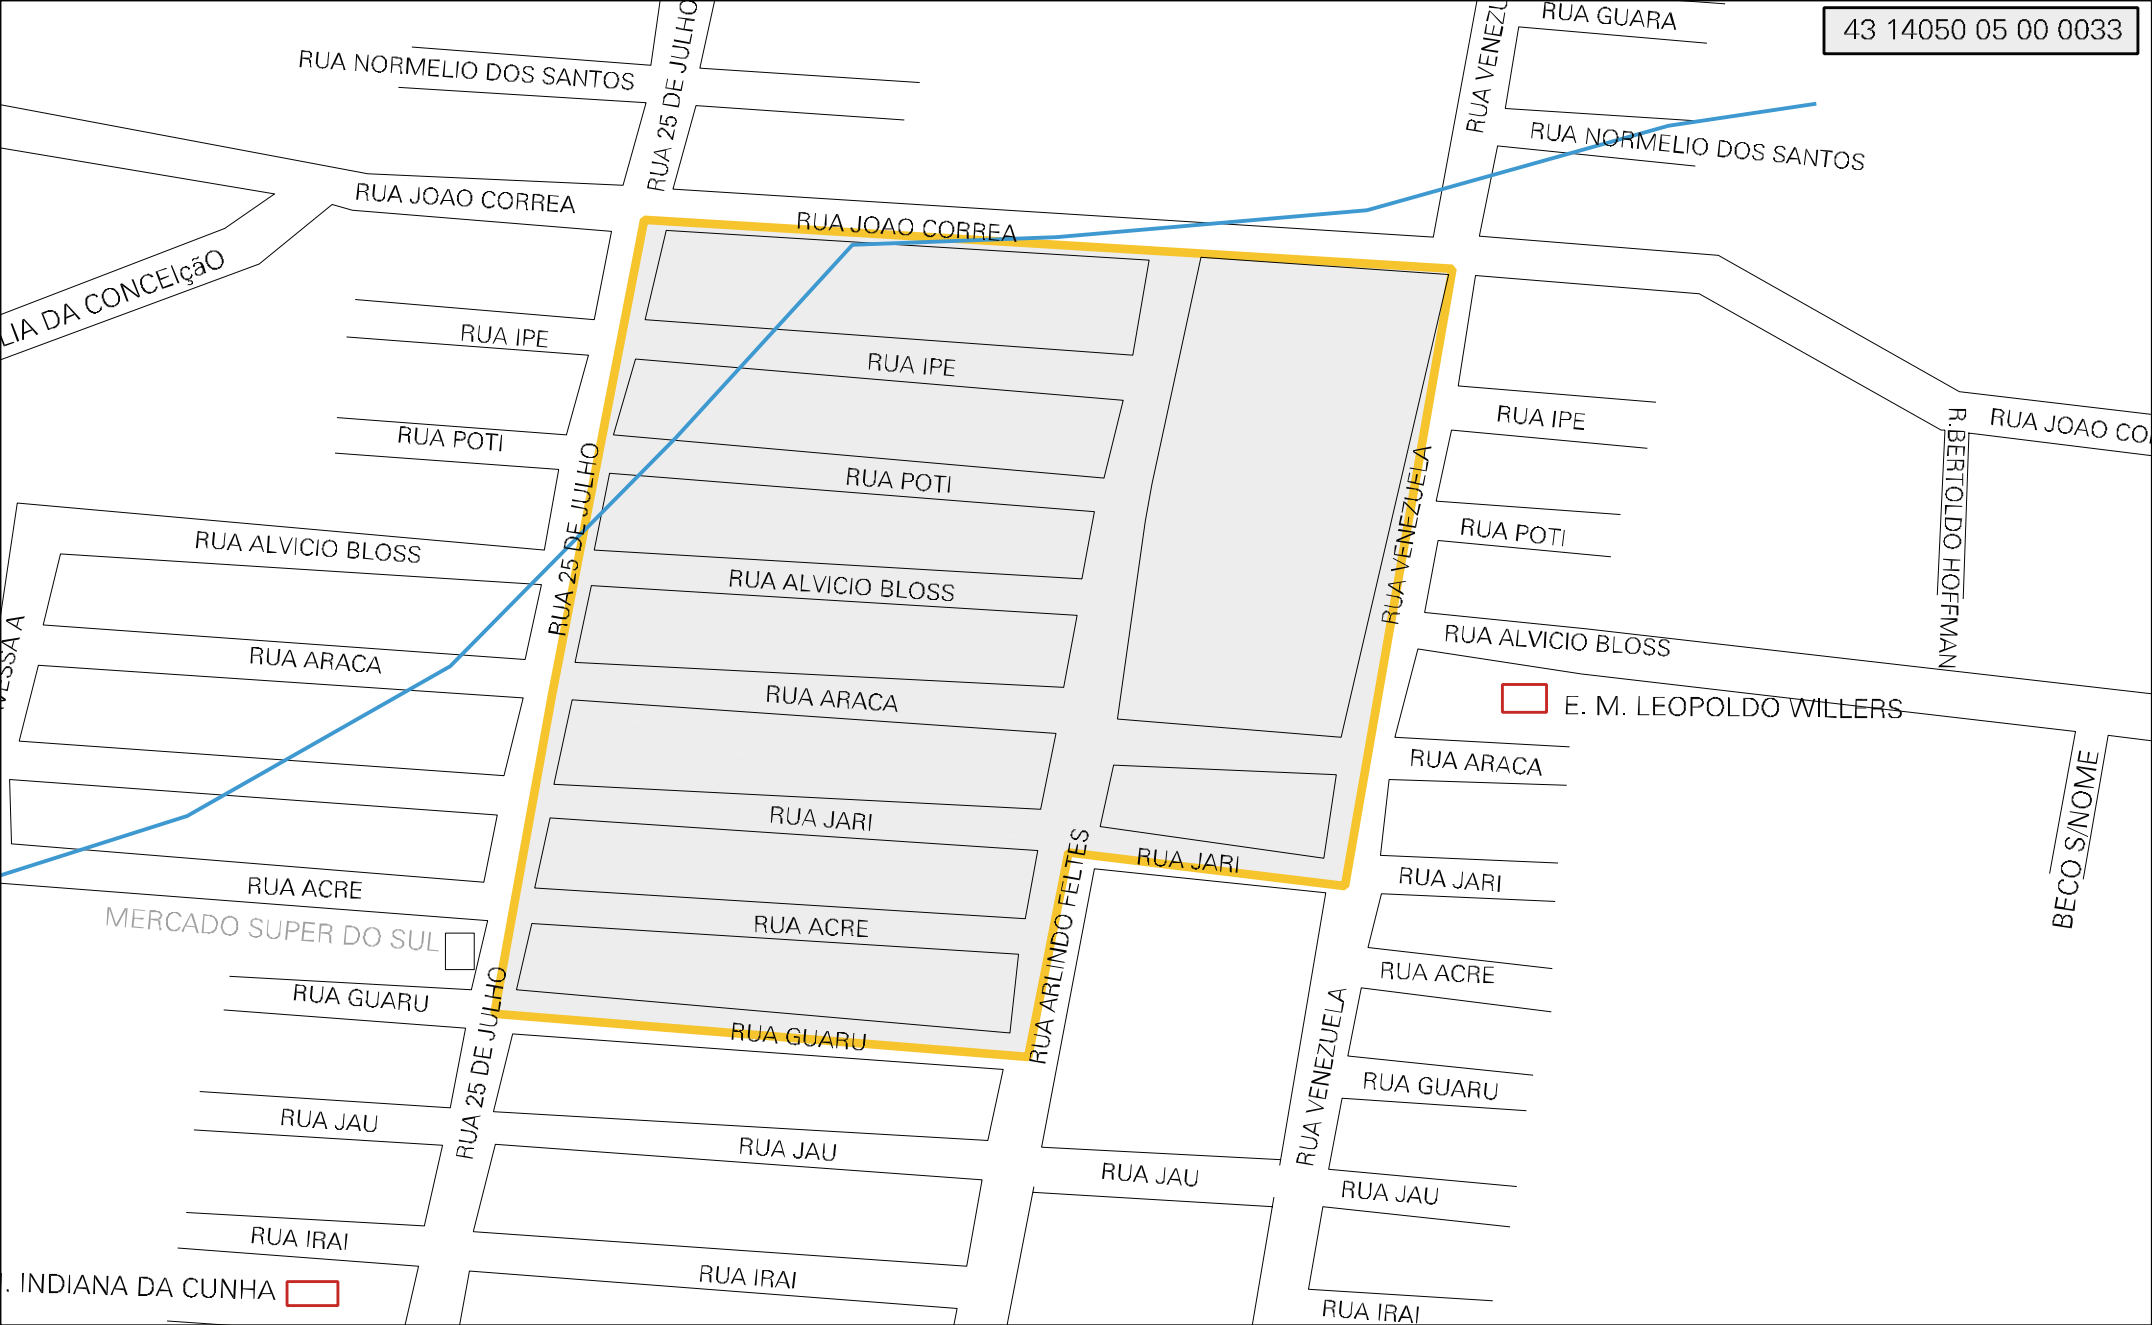 RUA GUARA
43 14050 05 00 0033
RUA NORMELIO DOS SANTOS
RUA 25 DE JULHO
RUA VENEZU
RUA NORMELIO DOS SANTOS
RUA JOAO CORREA
RUA JOAO CORREA
LIA DA CONCEIçãO
RUA IPE
RUA IPE
RUA IPE
R.BERTOLDO HOFFMAN
RUA JOAO CO
RUA POTI
RUA POTI
RUA POTI
RUA 25 DE JULHO
RUA VENEZUELA
RUA ALVICIO BLOSS
RUA ALVICIO BLOSS
RUA ALVICIO BLOSS
RUA ARACA
RUA ARACA
VESSA A
E. M. LEOPOLDO WILLERS
RUA ARACA
BECO S/NOME
RUA JARI
RUA JARI
RUA JARI
RUA ACRE
MERCADO SUPER DO SUL
RUA ACRE
RUA ARLINDO FELTES
RUA ACRE
RUA GUARU
RUA GUARU
RUA GUARU
RUA 25 DE JULHO
RUA VENEZUELA
RUA JAU
RUA JAU
RUA JAU
RUA JAU
RUA IRAI
RUA IRAI
RUA IRAI
. INDIANA DA CUNHA